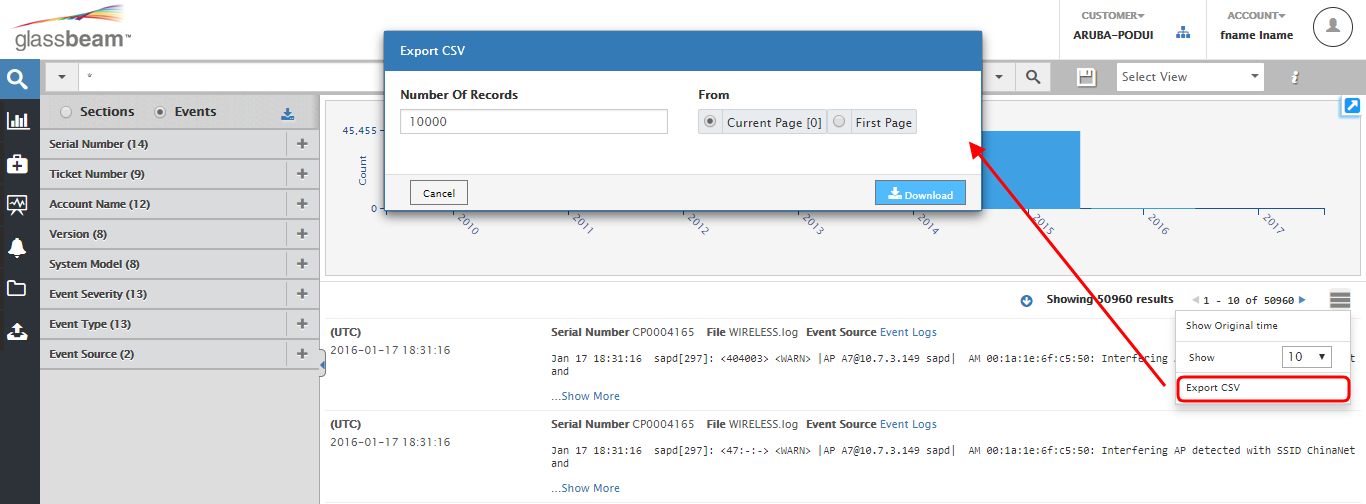 glassbeam™
CUSTOMER
ARUBA-PODUI
ACCOUNT
fname lname
*
Select View
i
Export CSV
Number Of Records
10000
From
Current Page [0]
First Page
Cancel
Download
Sections
Events
Serial Number (14)
Ticket Number (9)
Account Name (12)
Version (8)
System Model (8)
Event Severity (13)
Event Type (13)
Event Source (2)
45,455
Count
0
2010
2011
2012
2013
2014
2015
2016
2017
Showing 50960 results
1 - 10 of 50960
Show Original time
Show 10
Export CSV
(UTC)
2016-01-17 18:31:16
Serial Number CP0004165 File WIRELESS.log Event Source Event Logs
Jan 17 18:31:16 sapd[297]: <404003> <WARN> |AP A7@10.7.3.149 sapd| AM 00:1a:1e:6f:c5:50: Interfering AP
and
...Show More
(UTC)
2016-01-17 18:31:16
Serial Number CP0004165 File WIRELESS.log Event Source Event Logs
Jan 17 18:31:16 sapd[297]: <47:-:-> <WARN> |AP A7@10.7.3.149 sapd| AM 00:1a:1e:6f:c5:50: Interfering AP detected with SSID ChinaNet
and
...Show More